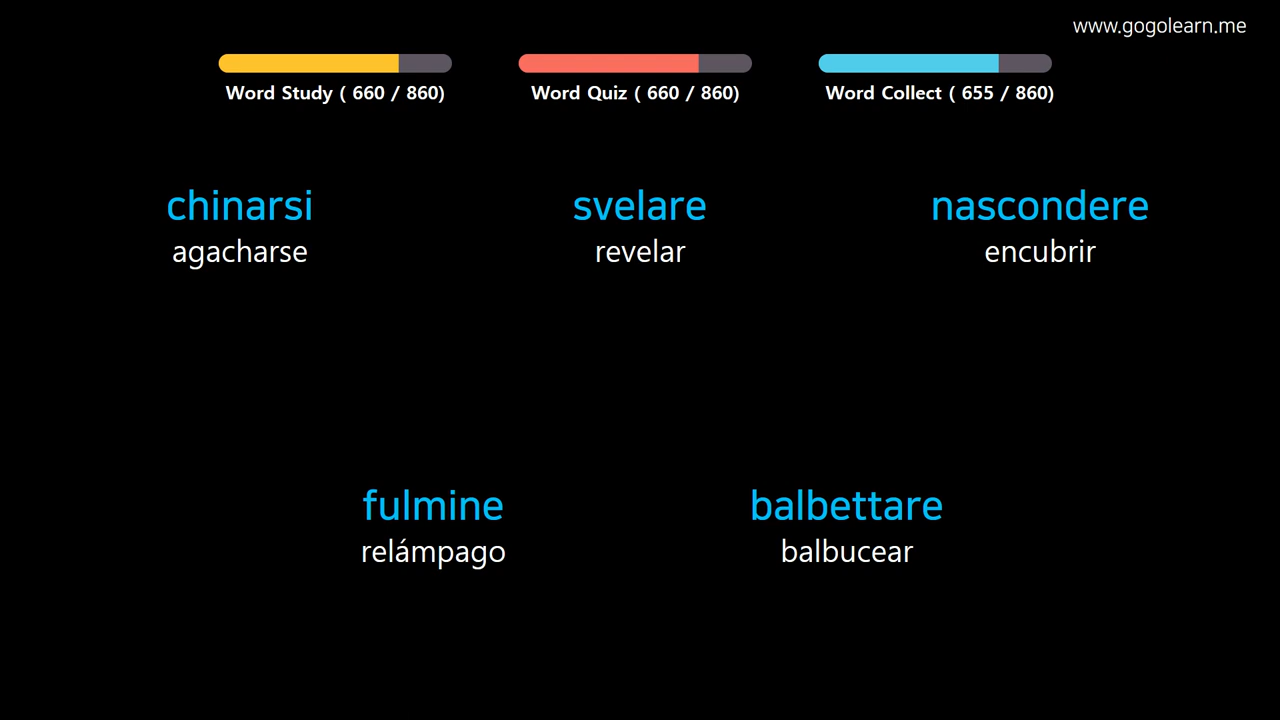 www.gogolearn.me
Word Study ( 660 / 860)
Word Quiz ( 660 / 860)
Word Collect ( 655 / 860)
chinarsi
agacharse
svelare
revelar
nascondere
encubrir
fulmine
relámpago
balbettare
balbucear